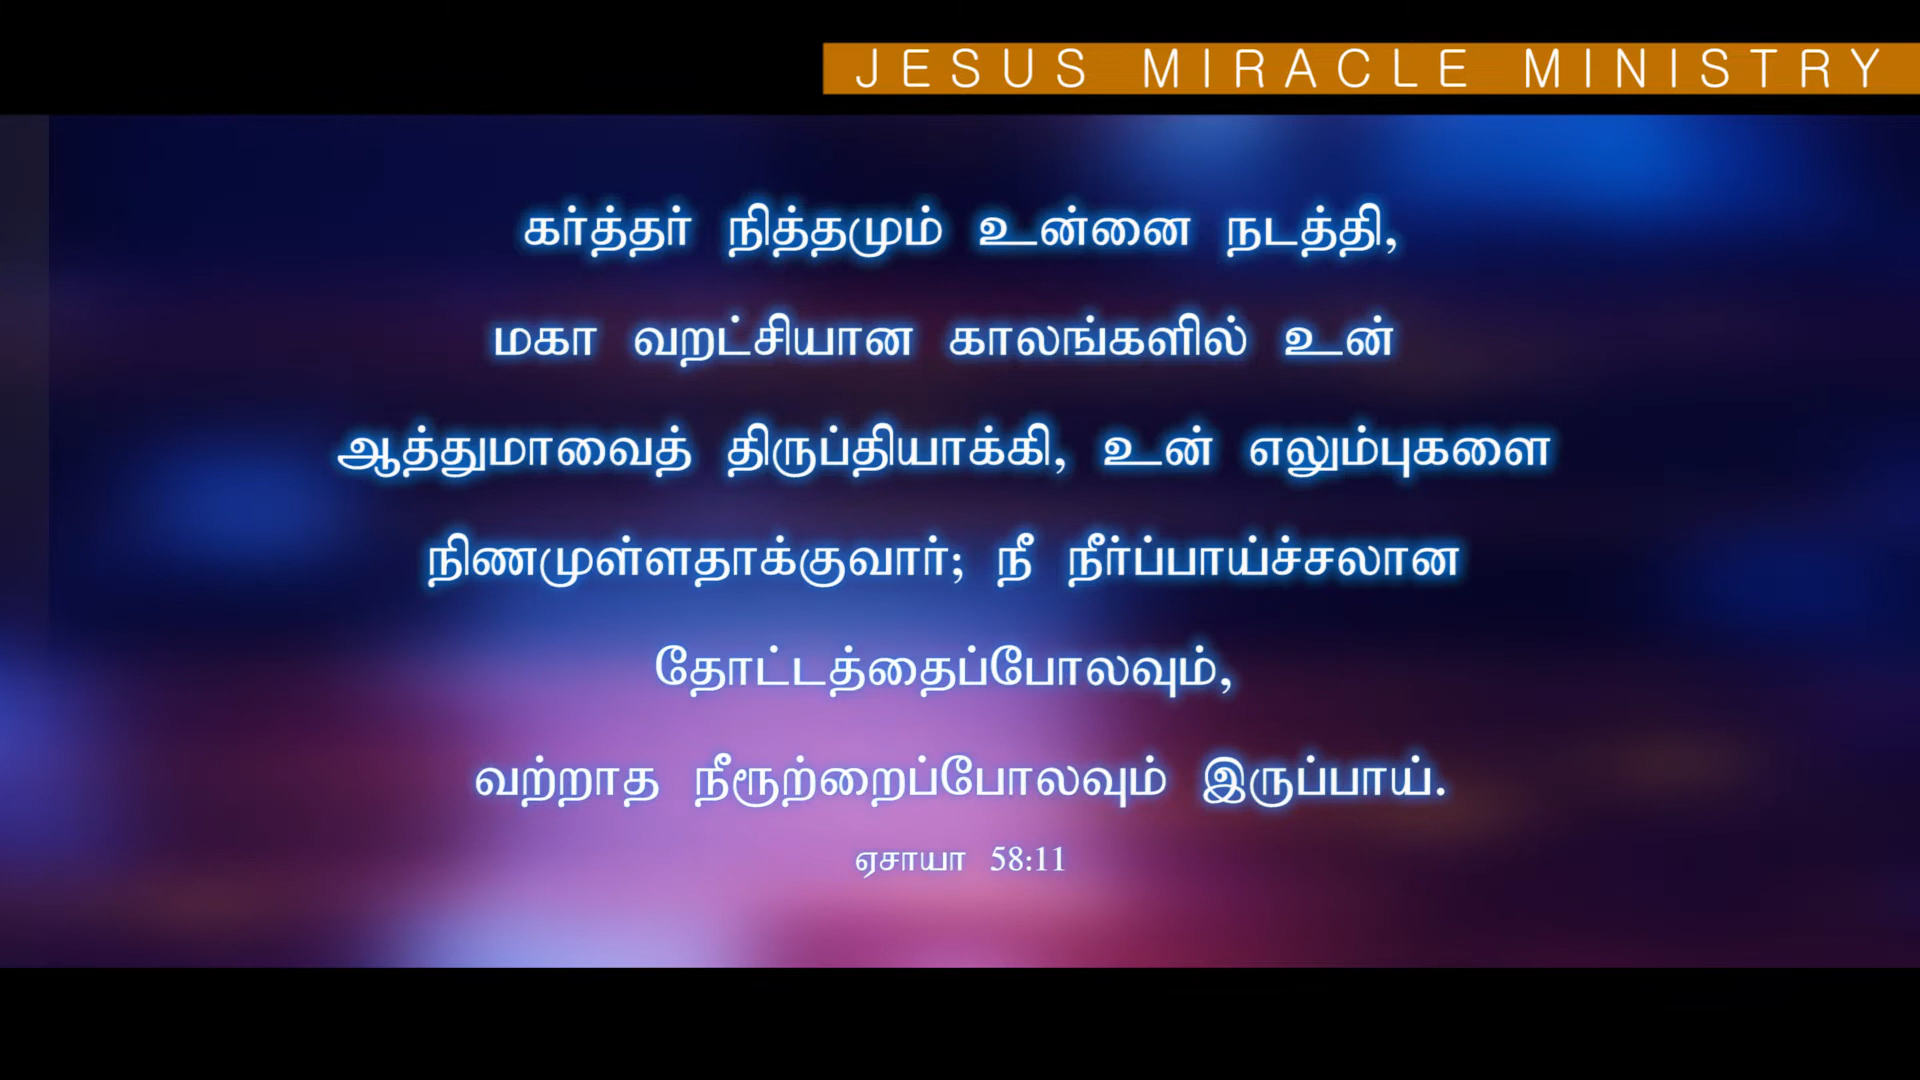 JESUS MIRACLE MINISTRY
கர்த்தர் நித்தமும் உன்னை நடத்தி,
மகா வறட்சியான காலங்களில் உன்
ஆத்துமாவைத் திருப்தியாக்கி, உன் எலும்புகளை
நிணமுள்ளதாக்குவார்; நீ நீர்ப்பாய்ச்சலான
தோட்டத்தைப்போலவும்,
வற்றாத நீரூற்றைப்போலவும் இருப்பாய்.
ஏசாயா 58:11